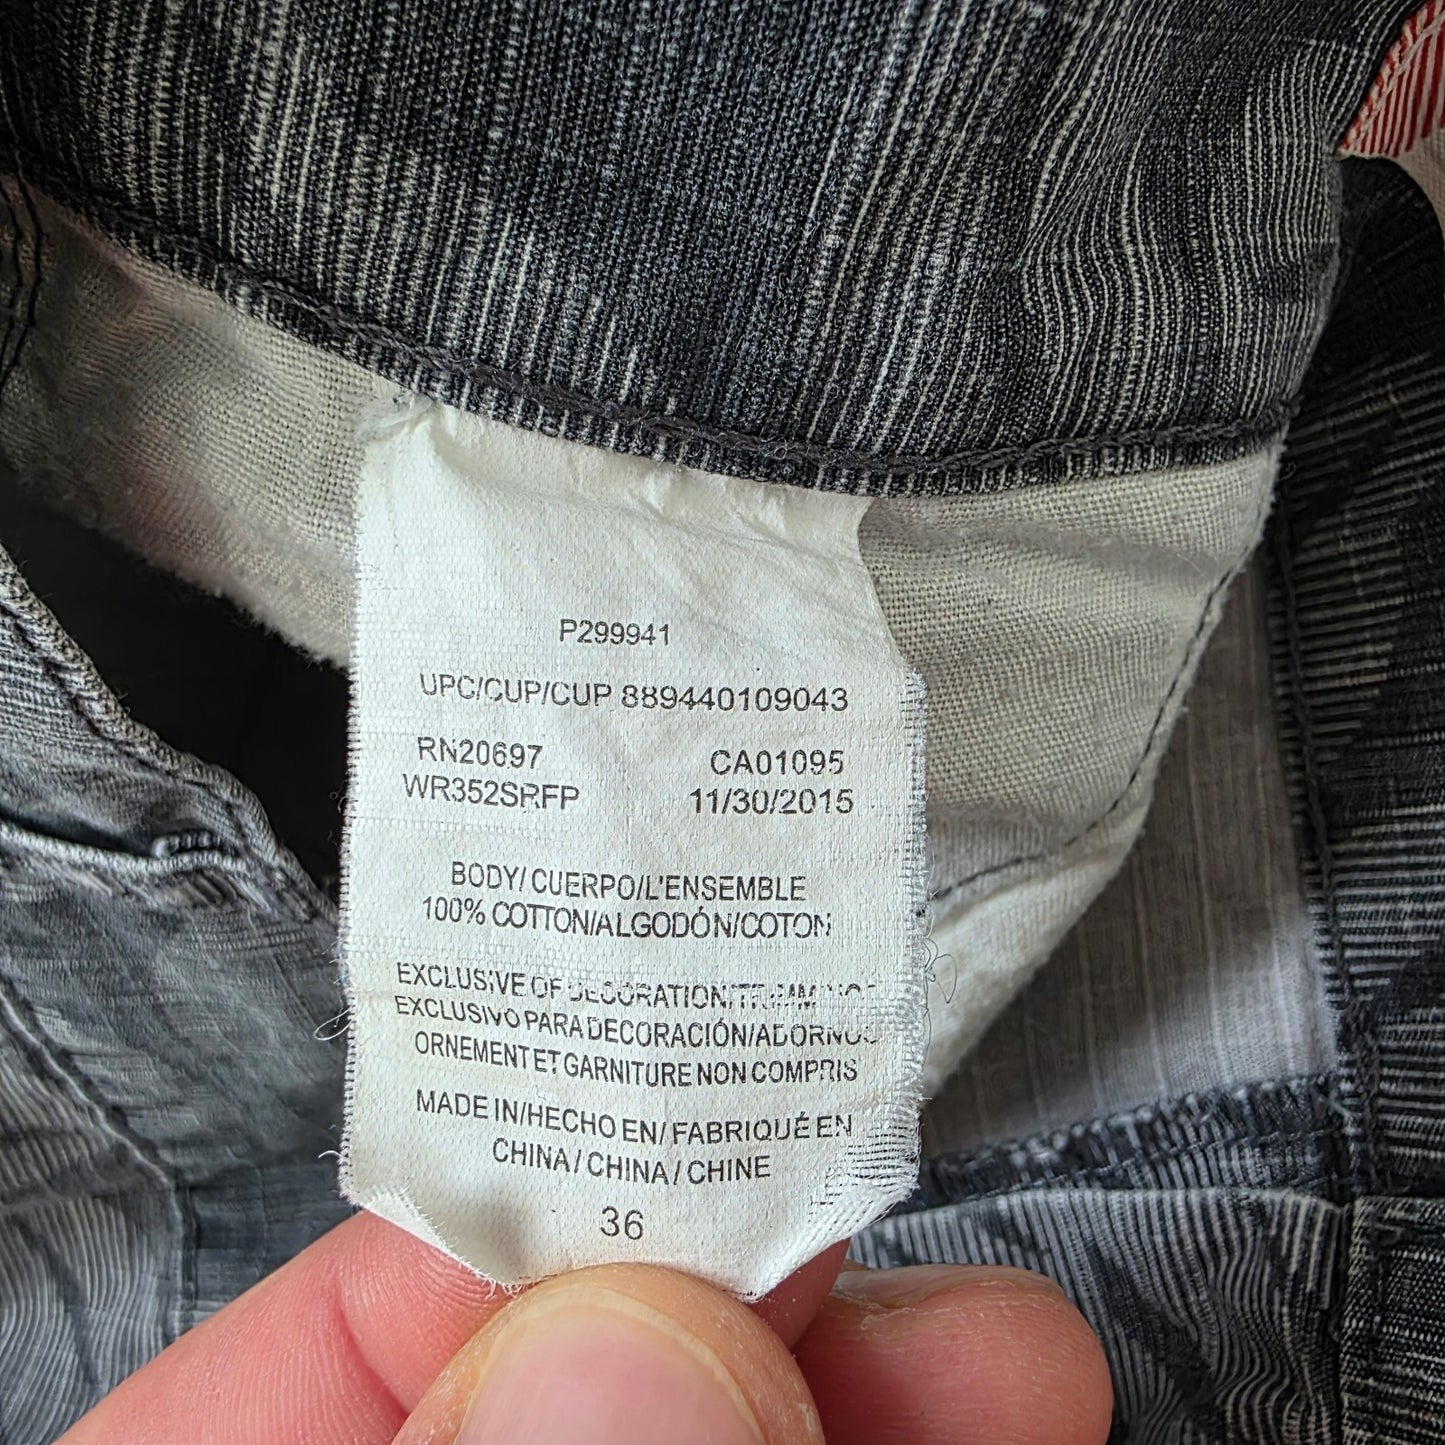 P299941
UPC/CUP/CUP 889440109043
RN20697 CA01095
WR352SRFP 11/30/2015
BODY/ CUERPO/L'ENSEMBLE
100% COTTON/ALGODÓN/COTON
EXCLUSIVE OF DECORATION/TRIMMINGS
EXCLUSIVO PARA DECORACIÓN/ADORNOS
ORNEMENT ET GARNITURE NON COMPRIS
MADE IN/HECHO EN/ FABRIQUÉ EN
CHINA / CHINA / CHINE
36